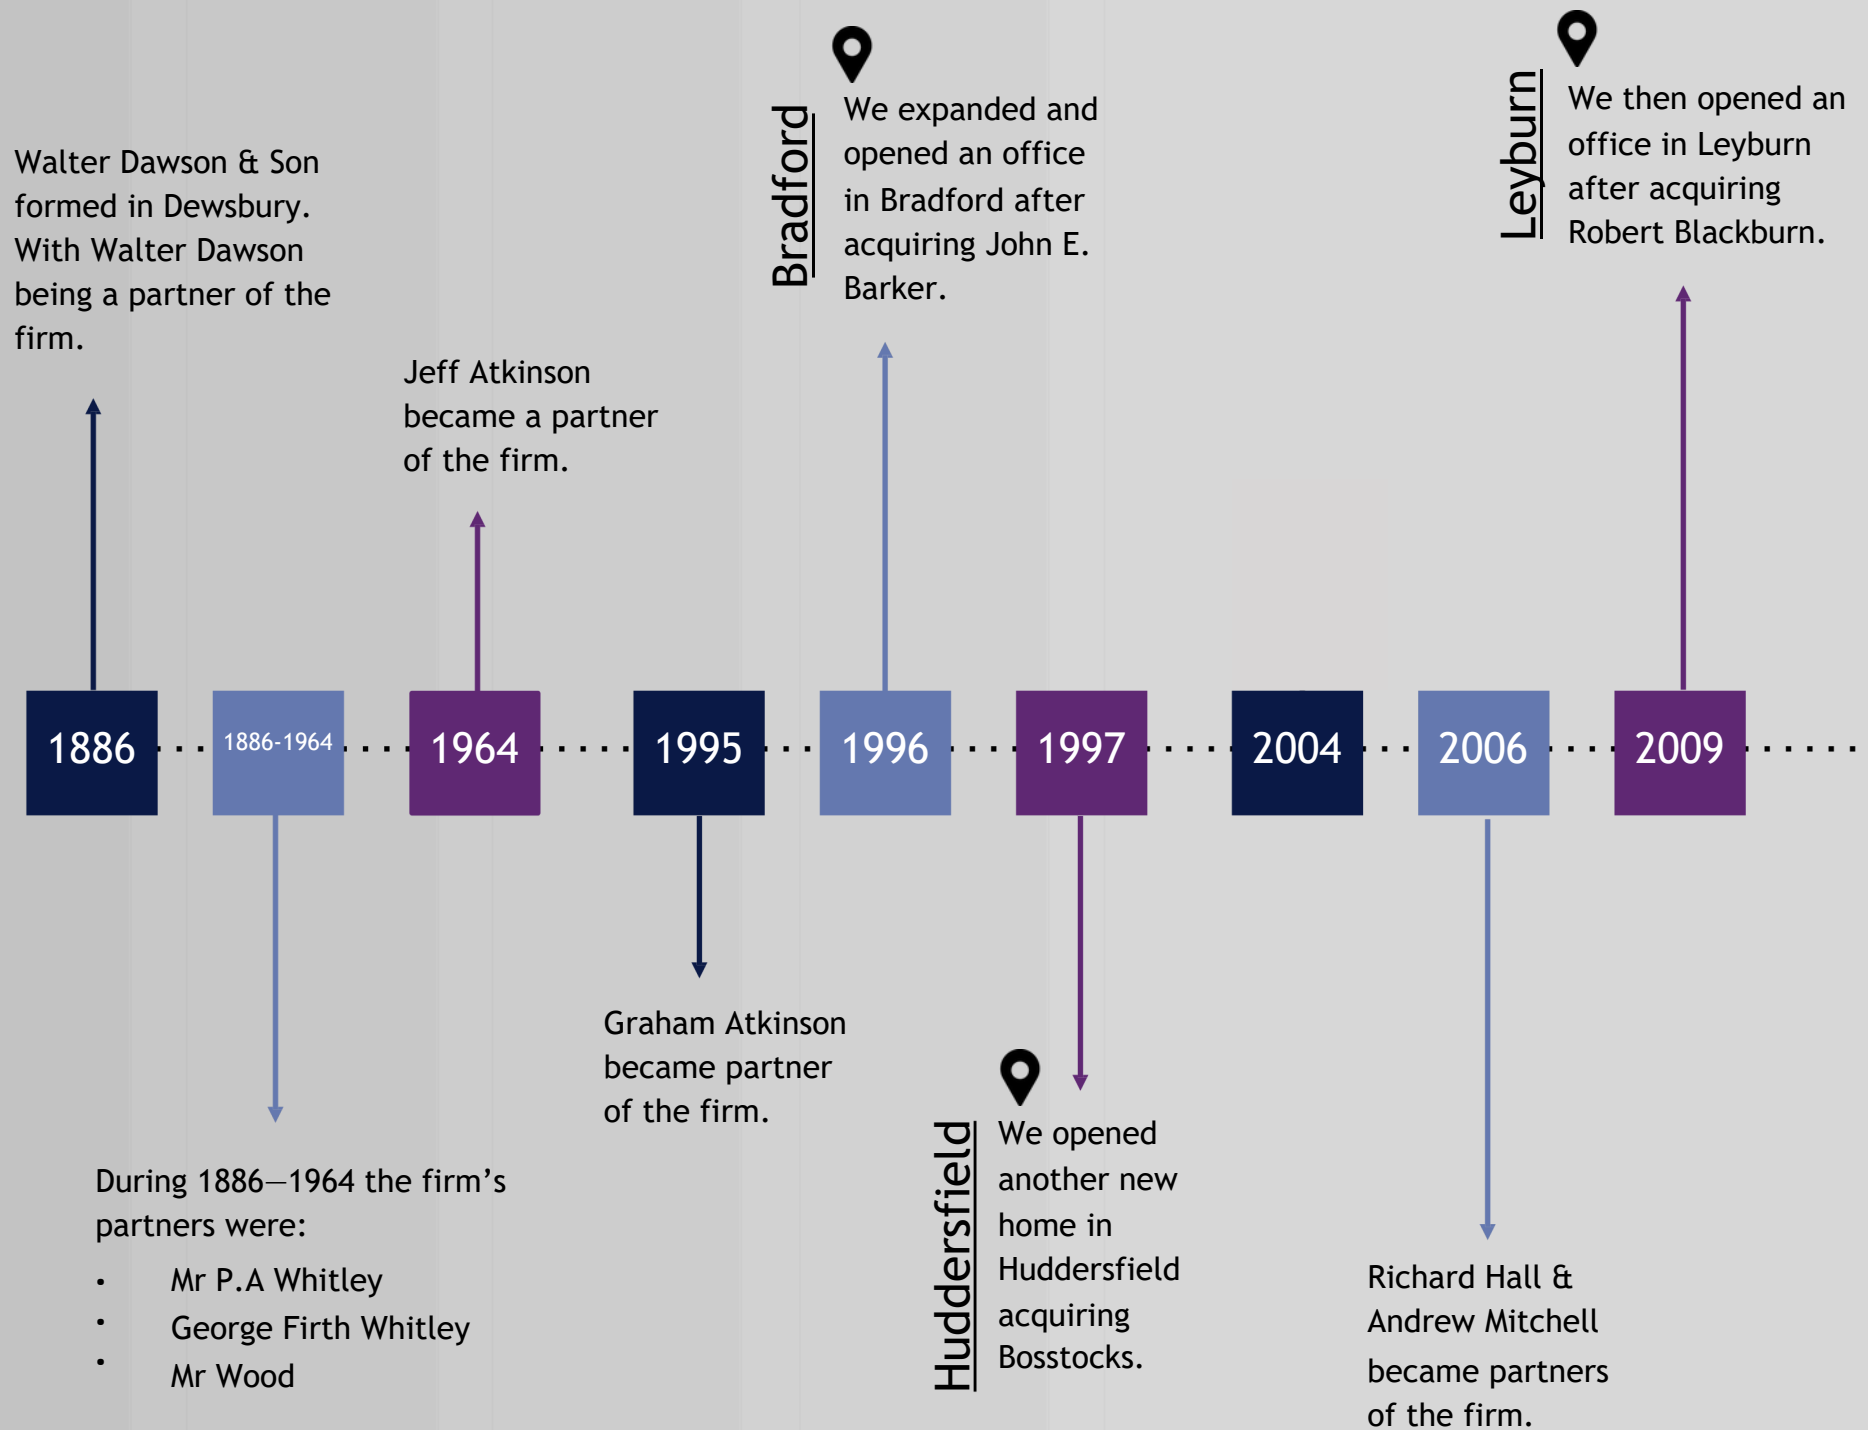 Walter Dawson & Son
formed in Dewsbury.
With Walter Dawson
being a partner of the
firm.
Jeff Atkinson
became a partner
of the firm.
Bradford
We expanded and
opened an office
in Bradford after
acquiring John E.
Barker.
Leyburn
We then opened an
office in Leyburn
after acquiring
Robert Blackburn.
1886
1886-1964
1964
1995
1996
1997
2004
2006
2009
During 1886—1964 the firm’s
partners were:
· Mr P.A Whitley
· George Firth Whitley
· Mr Wood
Graham Atkinson
became partner
of the firm.
Huddersfield
We opened
another new
home in
Huddersfield
acquiring
Bosstocks.
Richard Hall &
Andrew Mitchell
became partners
of the firm.